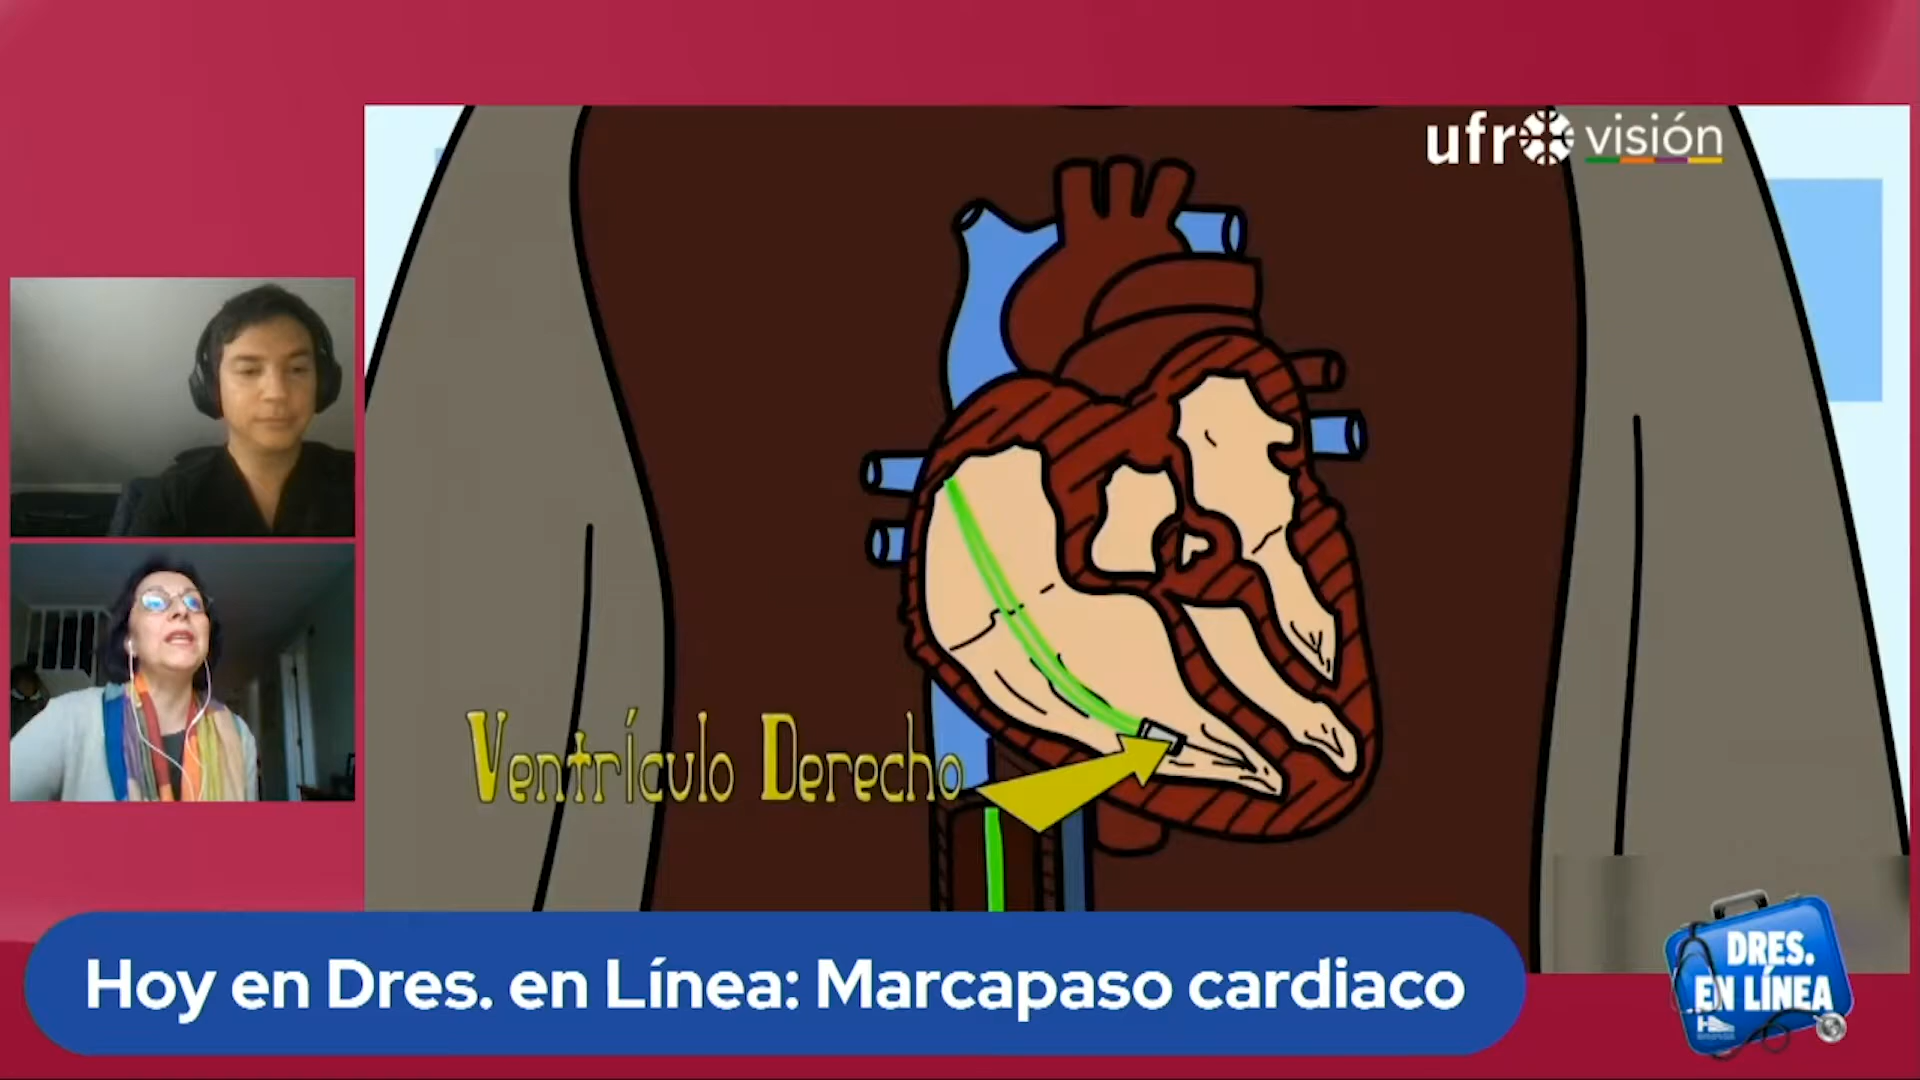 ufro visión
Ventrículo Derecho
Hoy en Dres. en Línea: Marcapaso cardiaco
DRES.
EN LÍNEA